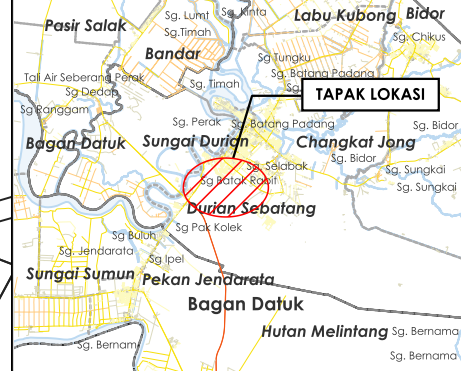 Sg. Lumt
Sg. Kinta
Labu Kubong
Bidor
Pasir Salak
Sg.Timah
Sg. Chikus
Bandar
Sg Tungku
Tali Air Seberang Perak
Sg. Timah
Sg. Batang Padang
Sg Dedap
Sg.
TAPAK LOKASI
Sg Ranggam
Sg. Perak
Sg. Batang Padang
Sg. Bidor
Bagan Datuk
Sungai Durian
Changkat Jong
Sg. Selabak
Sg. Bidor
Sg. Sungkai
Sg Batak Rabit
Sg. Sungkai
Durian Sebatang
Sg Pak Kolek
Sg Buluh
Sg. Jendarata
Sg Ipel
Sungai Sumun
Pekan Jendarata
Bagan Datuk
Hutan Melintang
Sg. Bernama
Sg. Bernam
Sg. Bernama